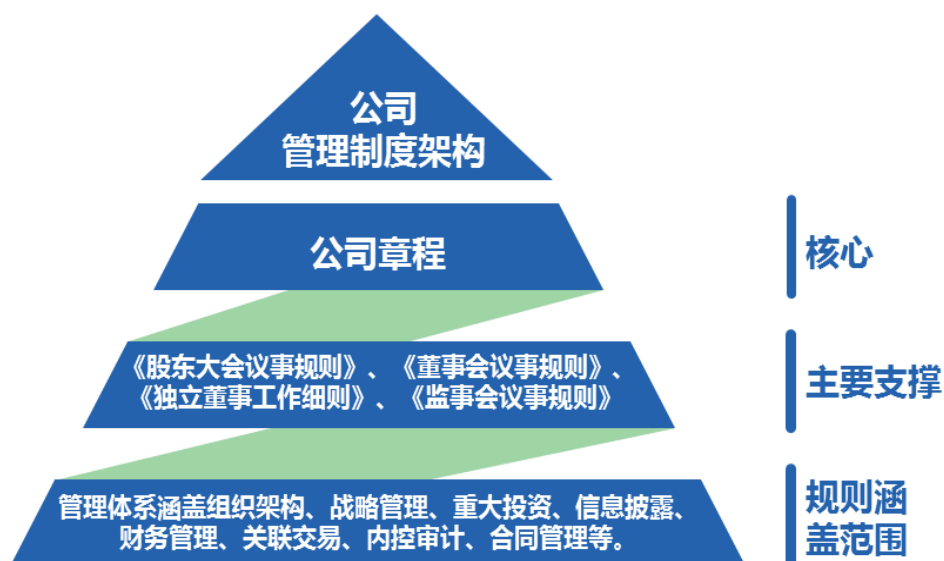 公司
管理制度架构
公司章程
核心
《股东大会议事规则》、《董事会议事规则》、
《独立董事工作细则》、《监事会议事规则》
主要支撑
管理体系涵盖组织架构、战略管理、重大投资、信息披露、
财务管理、关联交易、内控审计、合同管理等。
规则涵
盖范围